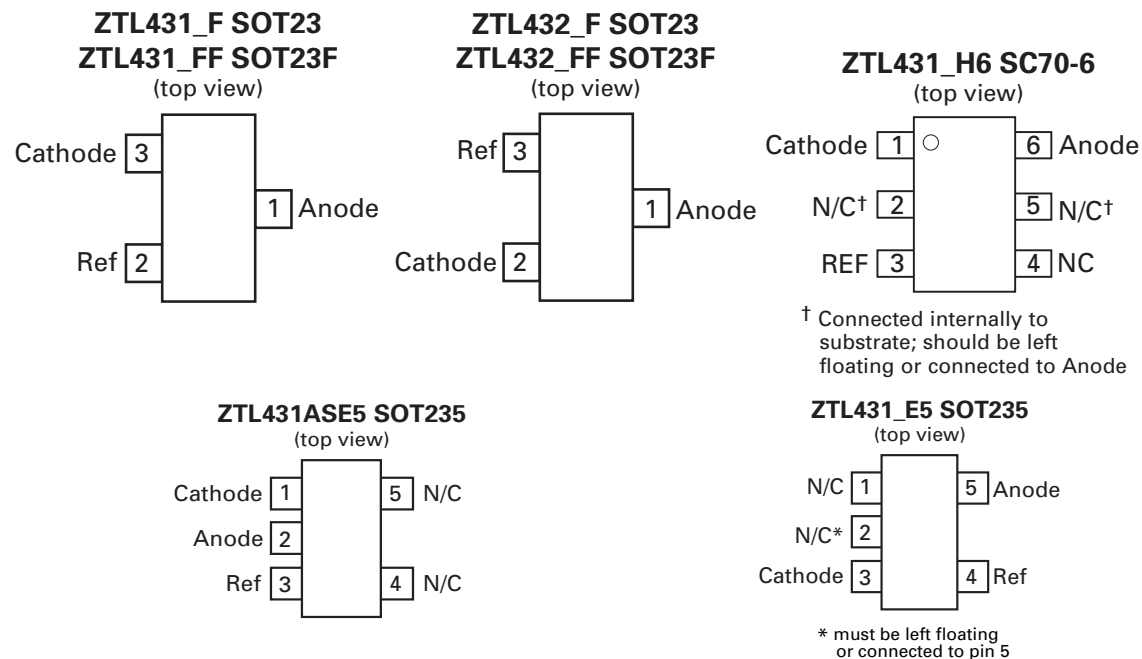 ZTL431_F SOT23
ZTL431_FF SOT23F
(top view)
Cathode 3
1 Anode
Ref 2
ZTL432_F SOT23
ZTL432_FF SOT23F
(top view)
Ref 3
1 Anode
Cathode 2
ZTL431_H6 SC70-6
(top view)
Cathode 1 6 Anode
N/C† 2 5 N/C†
REF 3 4 NC
† Connected internally to
substrate; should be left
floating or connected to Anode
ZTL431ASE5 SOT235
(top view)
Cathode 1 5 N/C
Anode 2
Ref 3 4 N/C
ZTL431_E5 SOT235
(top view)
N/C 1 5 Anode
N/C* 2
Cathode 3 4 Ref
* must be left floating
or connected to pin 5